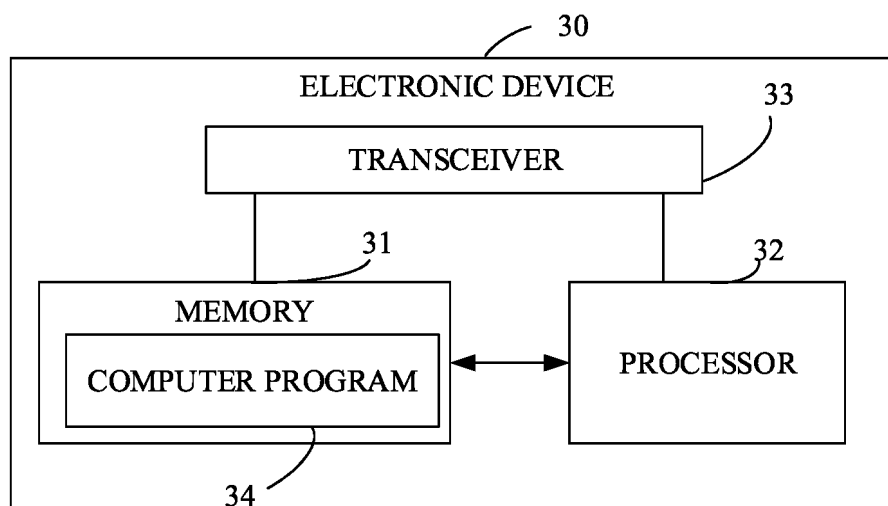 30
ELECTRONIC DEVICE
33
TRANSCEIVER
31
32
MEMORY
COMPUTER PROGRAM
PROCESSOR
34